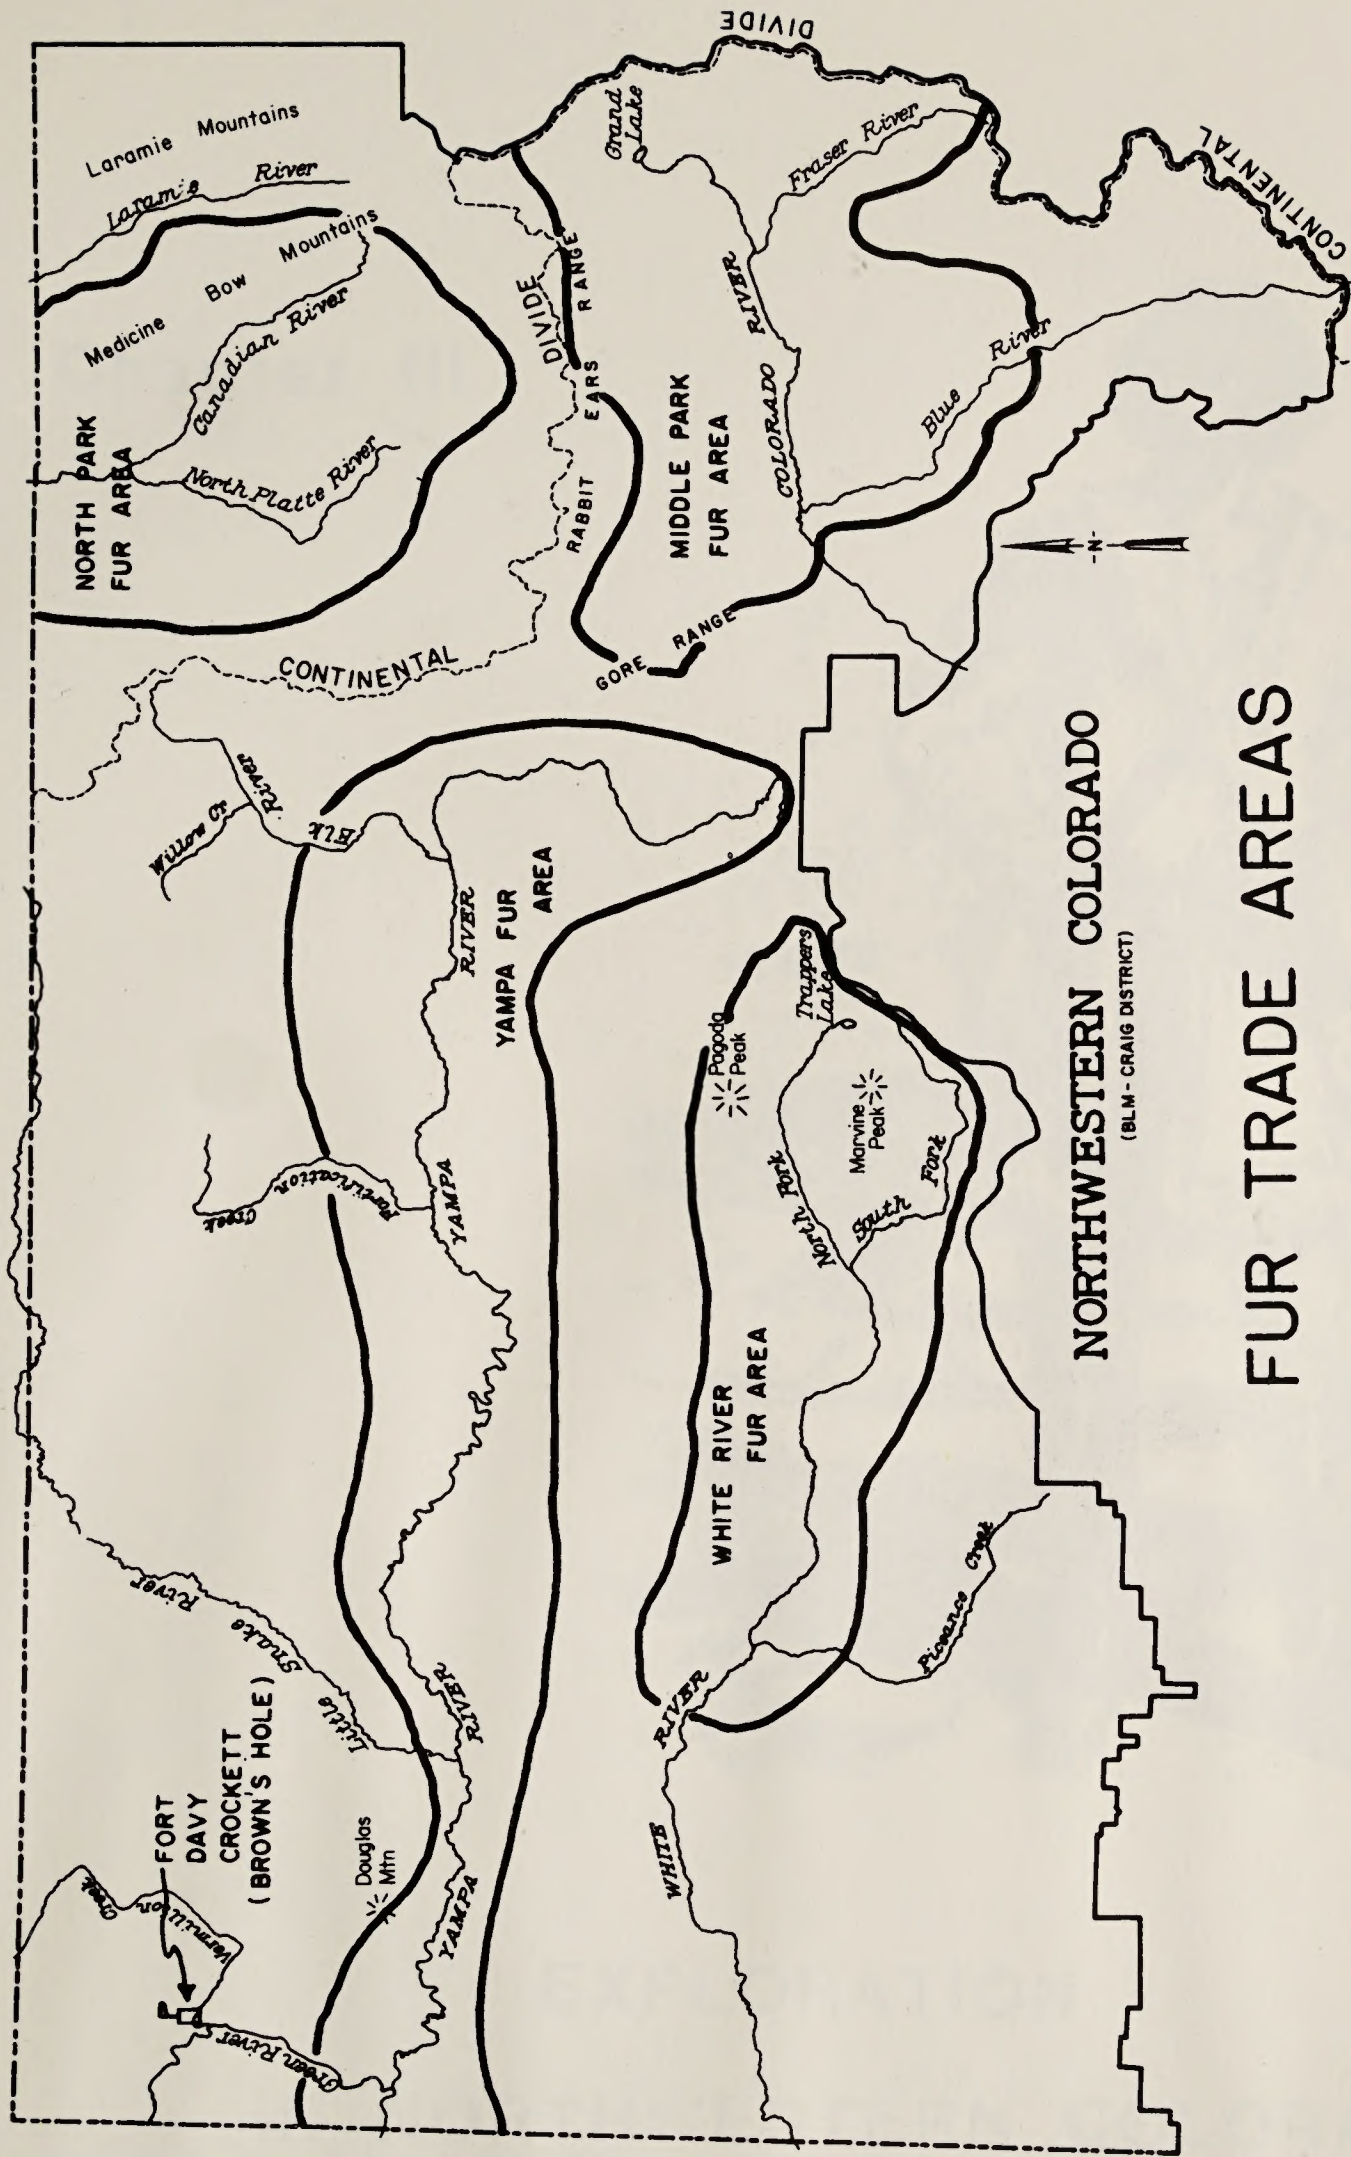 FUR TRADE AREAS
NORTHWESTERN COLORADO
(BLM - CRAIG DISTRICT)
-N-
FORT
DAVY
CROCKETT
(BROWN'S HOLE)
Vermillion Creek
Green River
Douglas
Mtn
Little Snake River
YAMPA RIVER
YAMPA RIVER
Fortification Creek
Willow Cr
Elk River
YAMPA FUR
AREA
WHITE RIVER
WHITE RIVER
FUR AREA
Piceance Creek
North Fork
South Fork
Pagoda
Peak
Marvine
Peak
Trappers
Lake
NORTH PARK
FUR AREA
North Platte River
Canadian River
Medicine Bow Mountains
Laramie River
Laramie Mountains
CONTINENTAL DIVIDE
RABBIT EARS RANGE
GORE RANGE
MIDDLE PARK
FUR AREA
COLORADO RIVER
Grand
Lake
Fraser River
Blue River
CONTINENTAL DIVIDE